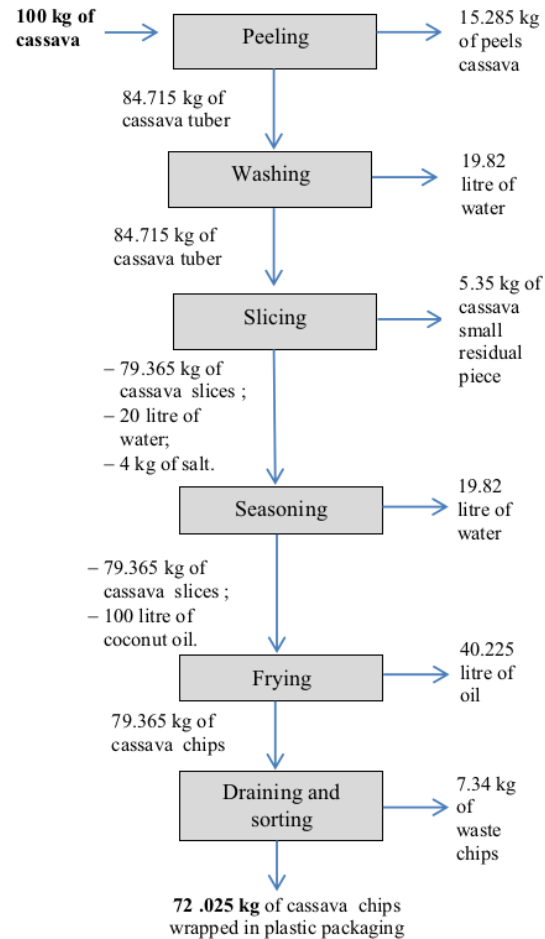 100 kg of
cassava
Peeling
15.285 kg
of peels
cassava
84.715 kg of
cassava tuber
Washing
19.82
litre of
water
84.715 kg of
cassava tuber
Slicing
5.35 kg of
cassava
small
residual
piece
– 79.365 kg of
cassava slices ;
– 20 litre of
water;
– 4 kg of salt.
Seasoning
19.82
litre of
water
– 79.365 kg of
cassava slices ;
– 100 litre of
coconut oil.
Frying
40.225
litre of
oil
79.365 kg of
cassava chips
Draining and
sorting
7.34 kg
of
waste
chips
72 .025 kg of cassava chips
wrapped in plastic packaging